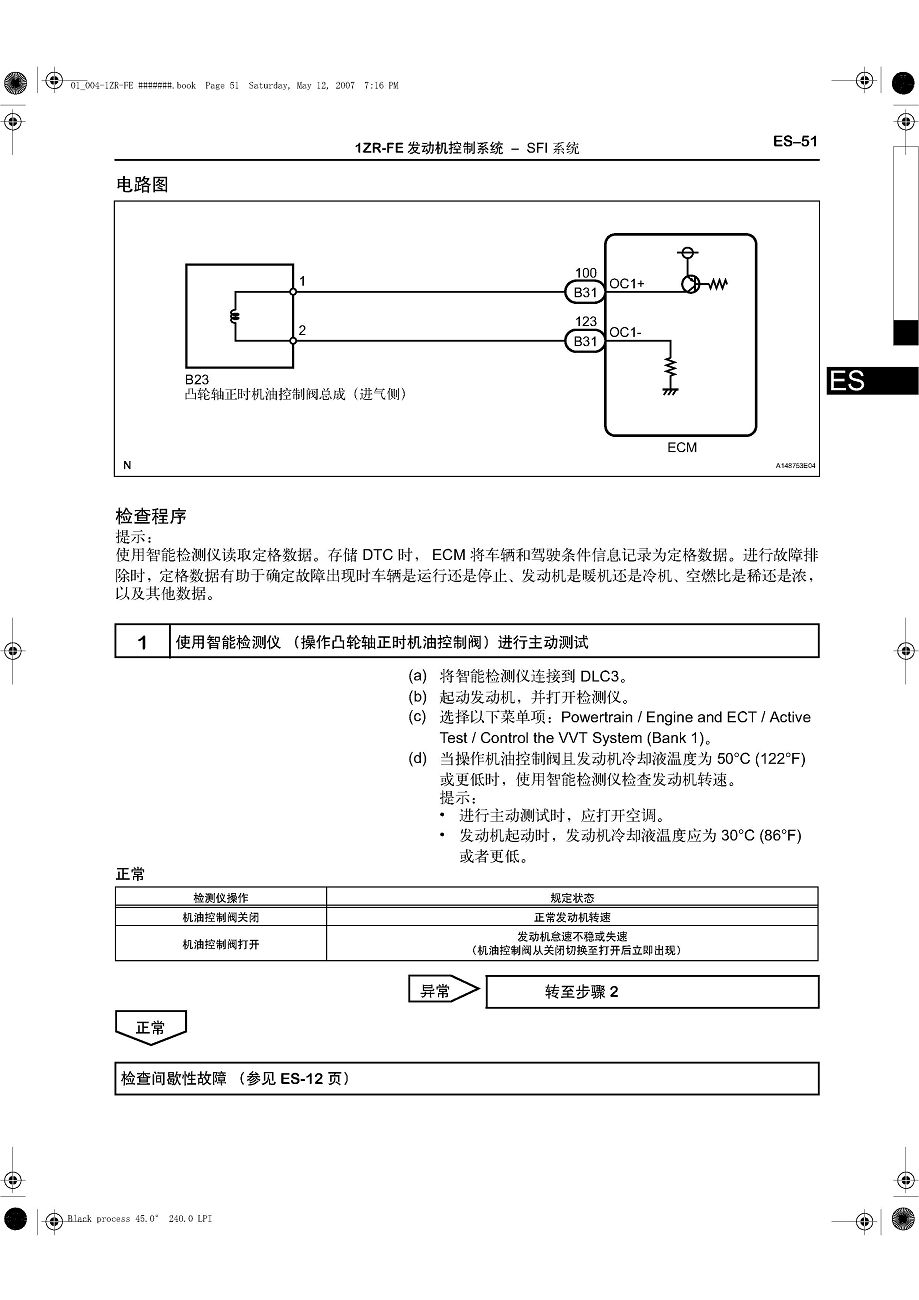 01_004-1ZR-FE #######.book Page 51 Saturday, May 12, 2007 7:16 PM
1ZR-FE 发动机控制系统 – SFI 系统
ES–51
电路图
100
1
OC1+
B31
123
2
OC1-
B31
ES
B23
凸轮轴正时机油控制阀总成（进气侧）
ECM
N
A148753E04
检查程序
提示：
使用智能检测仪读取定格数据。存储 DTC 时， ECM 将车辆和驾驶条件信息记录为定格数据。进行故障排
除时，定格数据有助于确定故障出现时车辆是运行还是停止、发动机是暖机还是冷机、空燃比是稀还是浓，
以及其他数据。
1 使用智能检测仪 （操作凸轮轴正时机油控制阀）进行主动测试
(a) 将智能检测仪连接到 DLC3。
(b) 起动发动机，并打开检测仪。
(c) 选择以下菜单项：Powertrain / Engine and ECT / Active
Test / Control the VVT System (Bank 1)。
(d) 当操作机油控制阀且发动机冷却液温度为 50°C (122°F)
或更低时，使用智能检测仪检查发动机转速。
提示：
• 进行主动测试时，应打开空调。
• 发动机起动时，发动机冷却液温度应为 30°C (86°F)
或者更低。
正常
检测仪操作 规定状态
机油控制阀关闭 正常发动机转速
机油控制阀打开 发动机怠速不稳或失速
（机油控制阀从关闭切换至打开后立即出现）
异常 转至步骤 2
正常
检查间歇性故障 （参见 ES-12 页）
Black process 45.0° 240.0 LPI